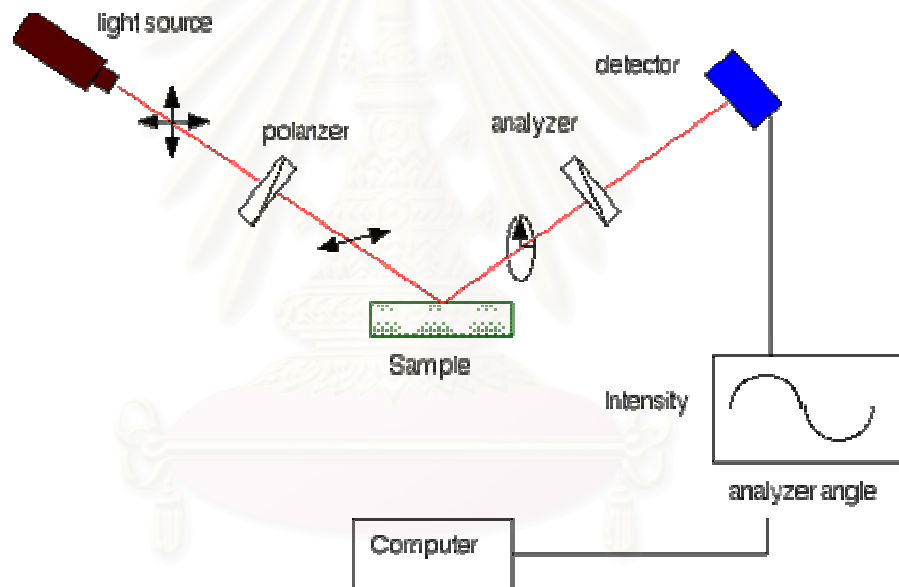 light source
detector
polarizer
analyzer
Sample
Intensity
analyzer angle
Computer